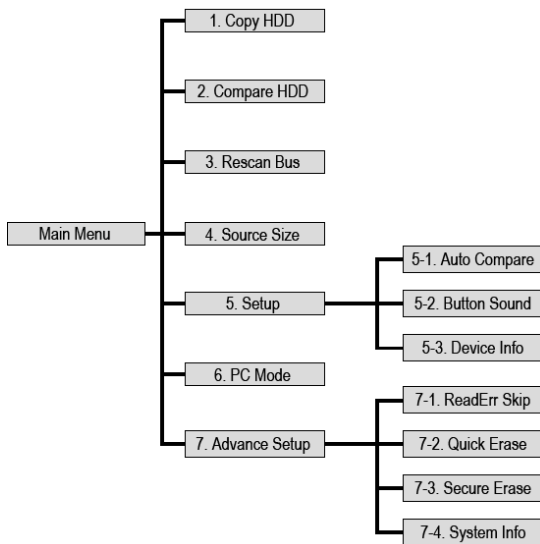 Main Menu
1. Copy HDD
2. Compare HDD
3. Rescan Bus
4. Source Size
5. Setup
5-1. Auto Compare
5-2. Button Sound
5-3. Device Info
6. PC Mode
7. Advance Setup
7-1. ReadErr Skip
7-2. Quick Erase
7-3. Secure Erase
7-4. System Info